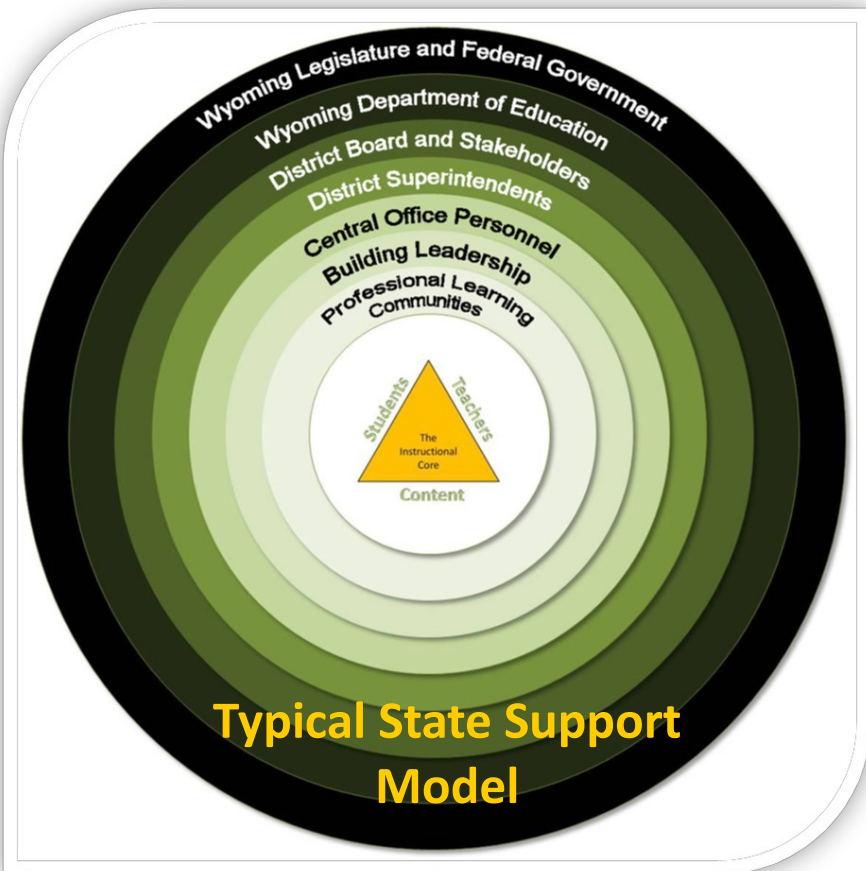 Wyoming Legislature and Federal Government
Wyoming Department of Education
District Board and Stakeholders
District Superintendents
Central Office Personnel
Building Leadership
Professional Learning
Communities
Students
Teachers
The
Instructional
Core
Content
Typical State Support
Model